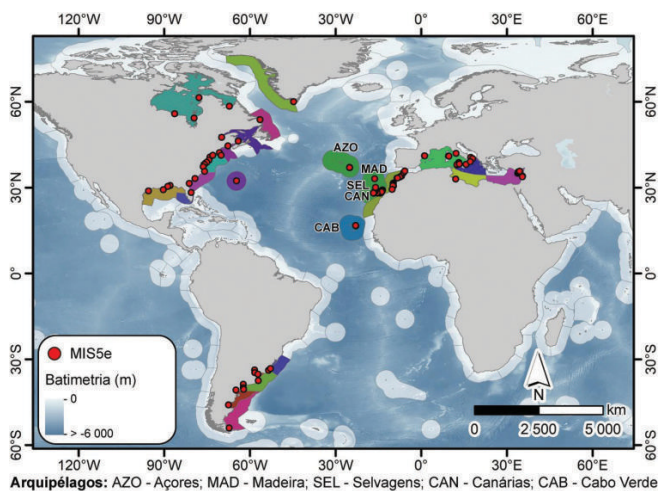 90°W 60°W 30°W 0° 35°E 60°E
60°N 60°N
AZO
MAD
30°N SEL 30°N
CAN
CAB
0° 0°
30°S MIS5e 30°S
Batimetria (m)
0 N
km
> -6 000 0 2 500 5 000
60°S 60°S
120°W 90°W 60°W 30°W 0° 30°E 60°E
Arquipélagos: AZO - Açores; MAD - Madeira; SEL - Selvagens; CAN - Canárias; CAB - Cabo Verde